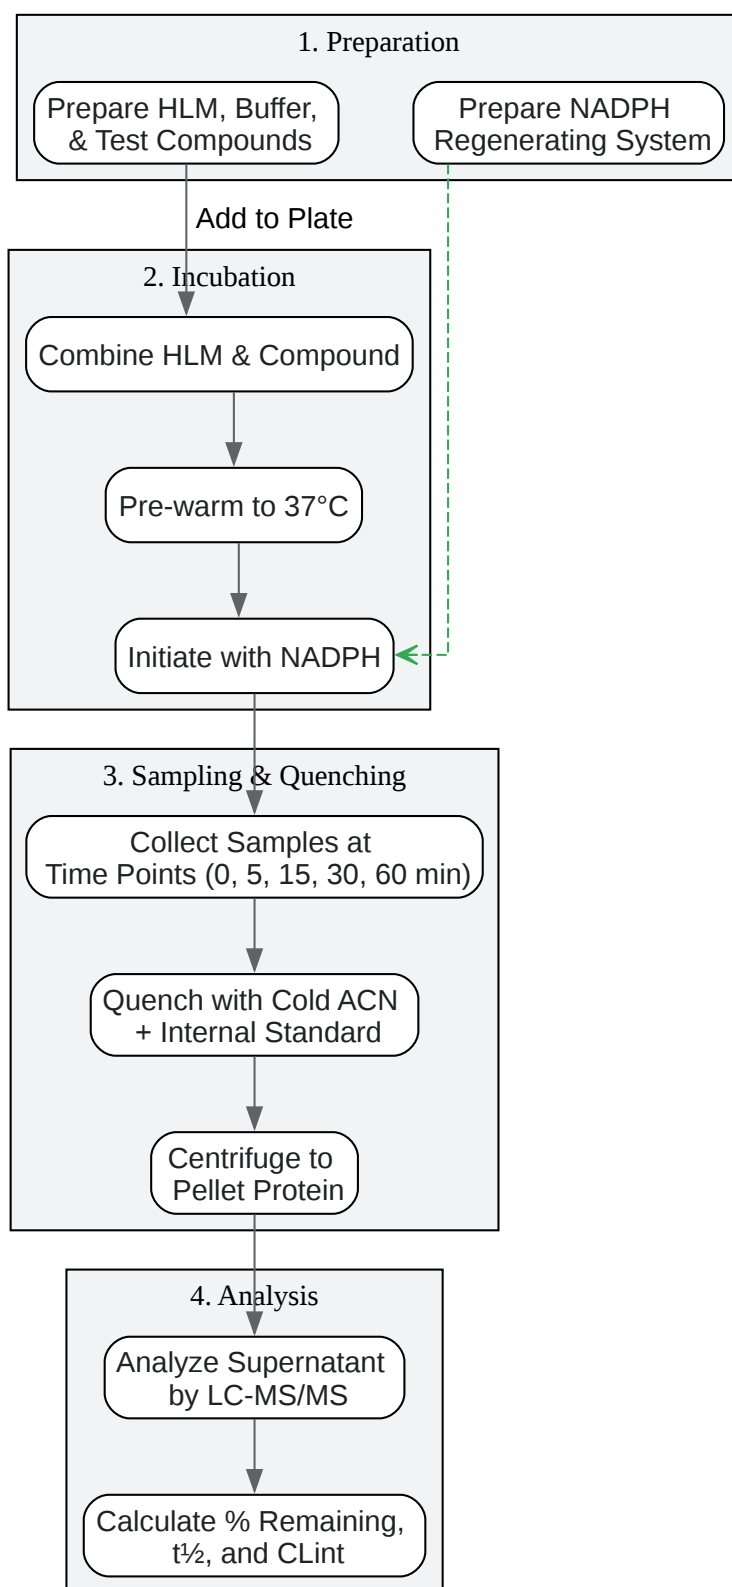 1. Preparation
Prepare HLM, Buffer,
& Test Compounds
Prepare NADPH
Regenerating System
Add to Plate
2. Incubation
Combine HLM & Compound
Pre-warm to 37°C
Initiate with NADPH
3. Sampling & Quenching
Collect Samples at
Time Points (0, 5, 15, 30, 60 min)
Quench with Cold ACN
+ Internal Standard
Centrifuge to
Pellet Protein
4. Analysis
Analyze Supernatant
by LC-MS/MS
Calculate % Remaining,
t½, and CLint